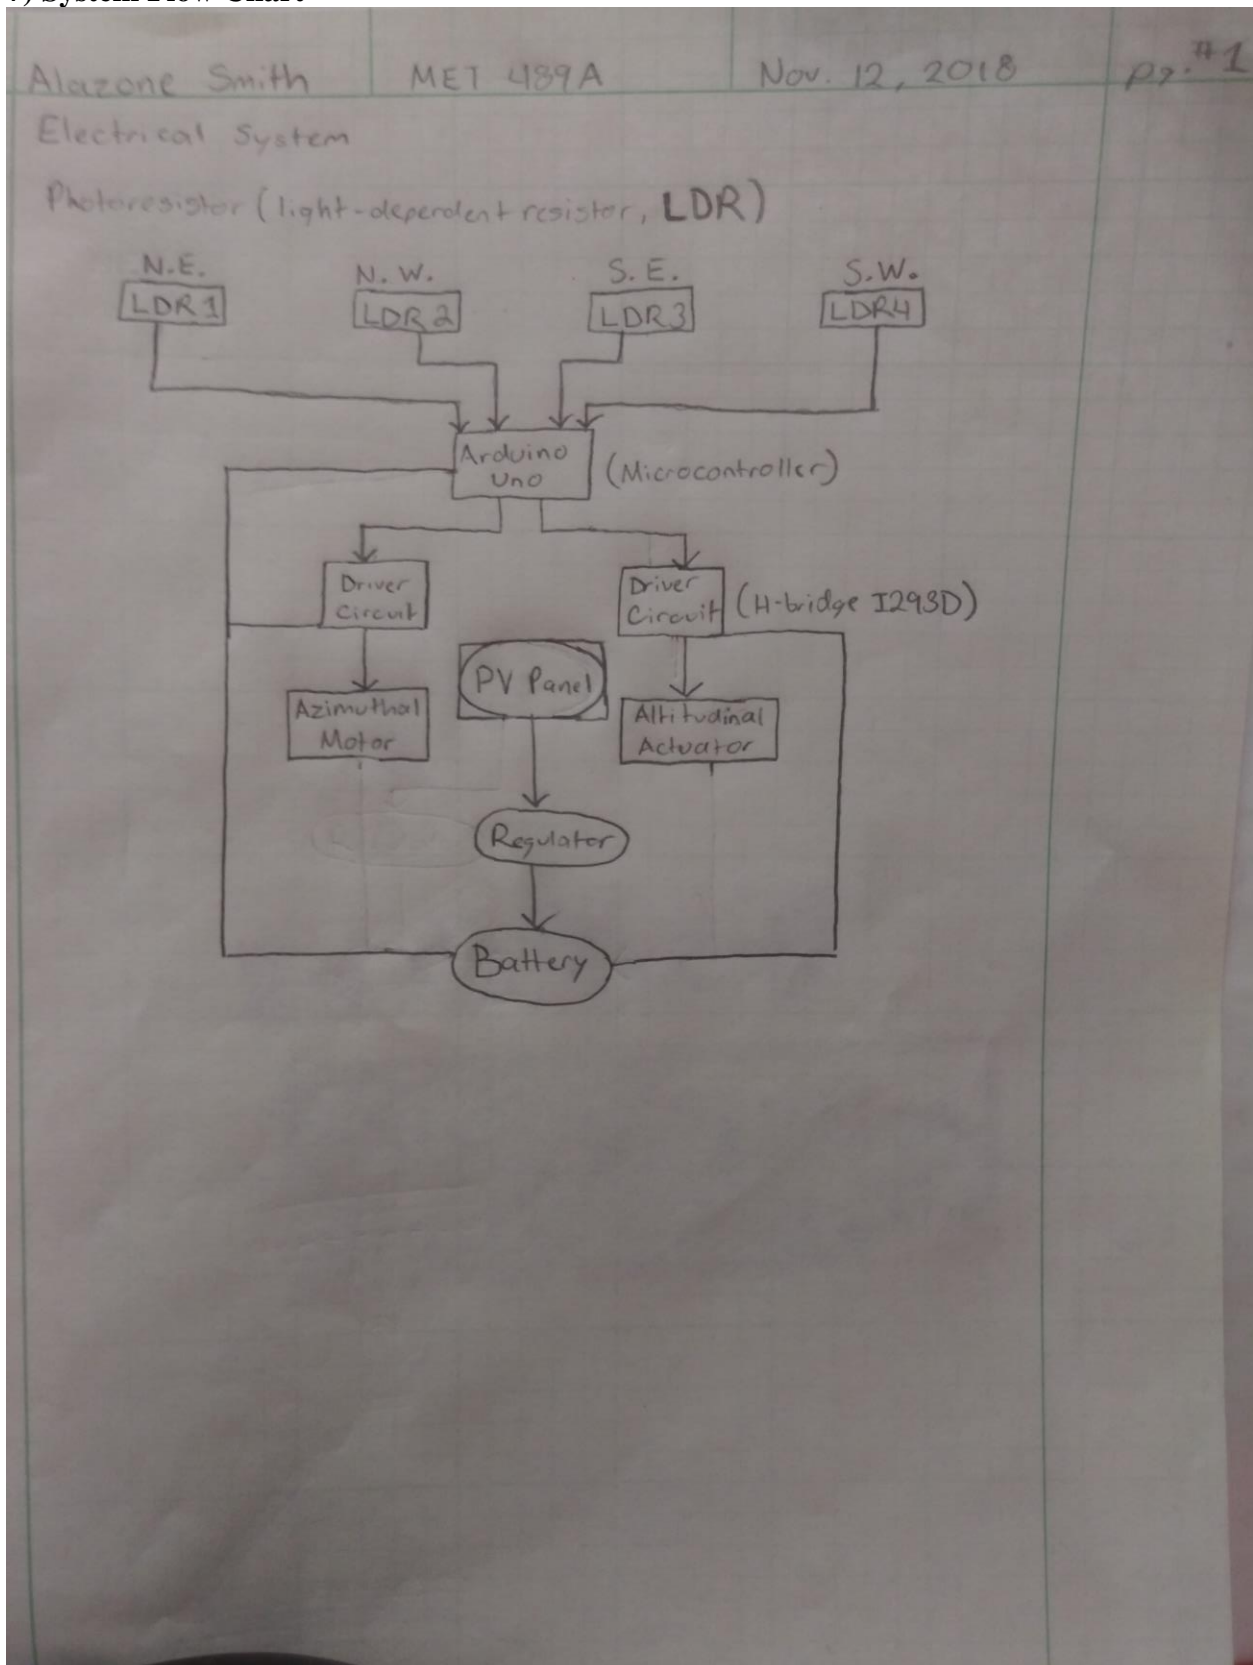 System Flow Chart
Alazone Smith MET 489A Nov. 12, 2018 pg. #1
Electrical System
Photoresistor (light-dependent resistor, LDR)
N.E. N.W. S.E. S.W.
LDR1 LDR2 LDR3 LDR4
Arduino
Uno
(Microcontroller)
Driver
Circuit
Driver
Circuit
(H-bridge I293D)
PV Panel
Azimuthal
Motor
Altitudinal
Actuator
Regulator
Battery